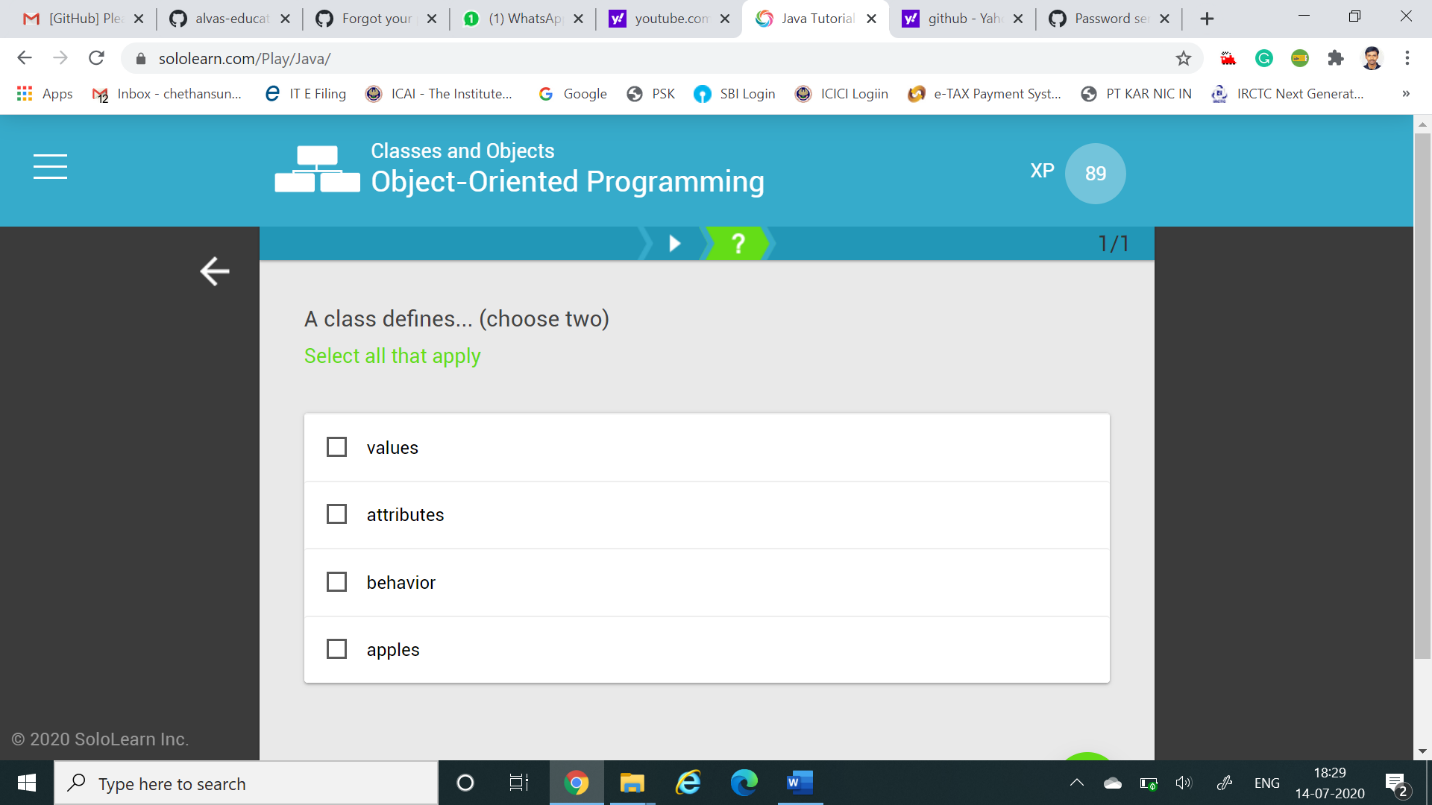 [GitHub] Ple
alvas-educat
Forgot your
1 (1) WhatsAp
youtube.com
Java Tutorial
github - Yah
Password se
sololearn.com/Play/Java/
Apps
12 Inbox - chethansun...
IT E Filing
ICAI - The Institute...
Google
PSK
SBI Login
ICICI Logiin
e-TAX Payment Syst...
PT KAR NIC IN
IRCTC Next Generat...
»
Classes and Objects
Object-Oriented Programming
XP 89
?
1/1
A class defines... (choose two)
Select all that apply
values
attributes
behavior
apples
© 2020 SoloLearn Inc.
Type here to search
ENG
18:29
14-07-2020
2